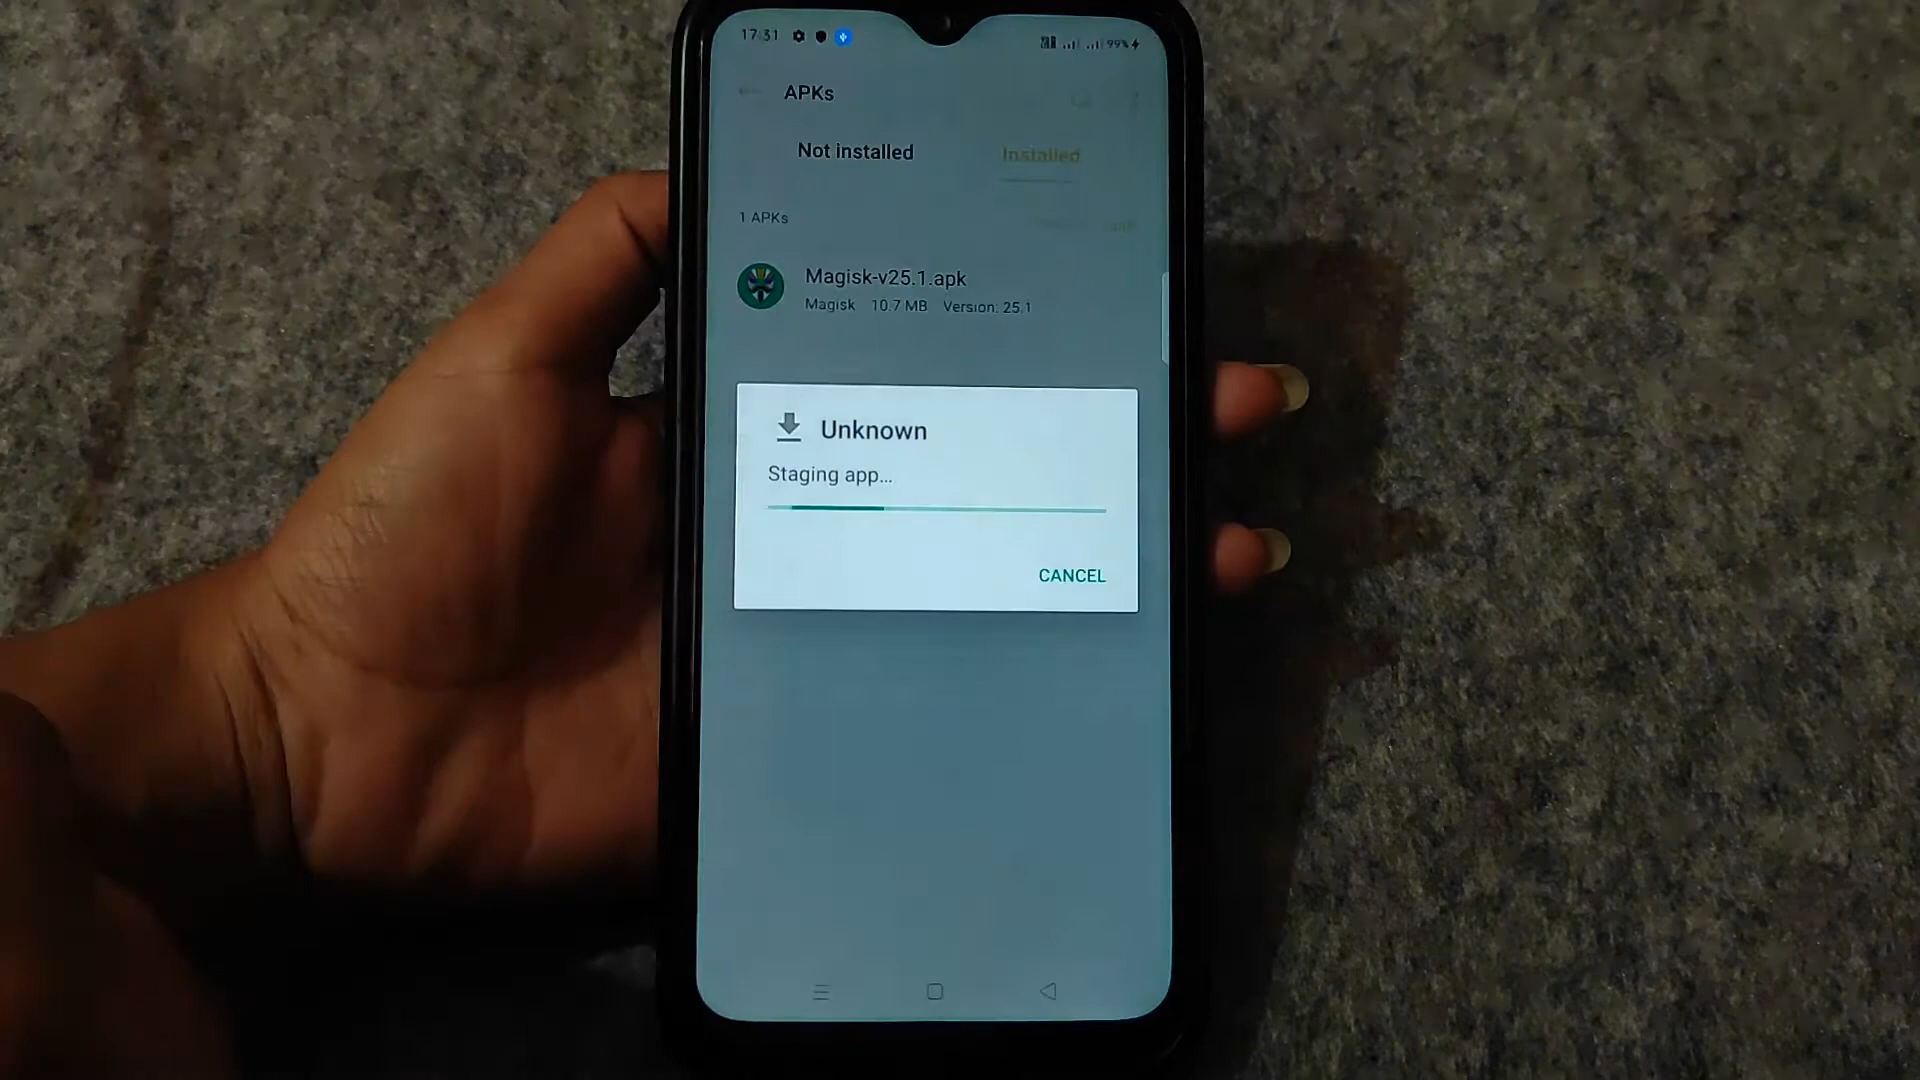 17:31
99%
APKs
Not installed
Installed
1 APKs
Magisk-v25.1.apk
Magisk 10.7 MB Version: 25.1
Unknown
Staging app...
CANCEL